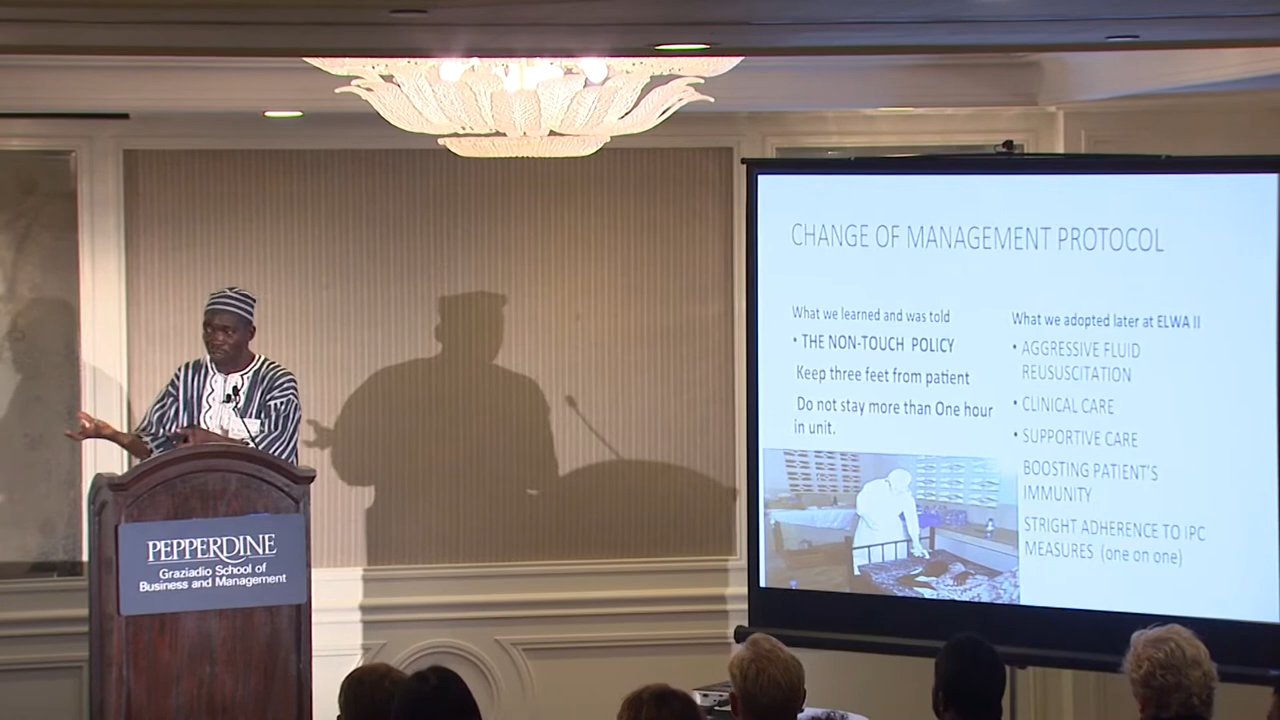 PEPPERDINE
Graziadio School of
Business and Management
CHANGE OF MANAGEMENT PROTOCOL
What we learned and was told
• THE NON-TOUCH POLICY
Keep three feet from patient
Do not stay more than One hour
in unit.
What we adopted later at ELWA II
• AGGRESSIVE FLUID
REUSUSCITATION
• CLINICAL CARE
• SUPPORTIVE CARE
BOOSTING PATIENT'S
IMMUNITY
STRIGHT ADHERENCE TO IPC
MEASURES (one on one)